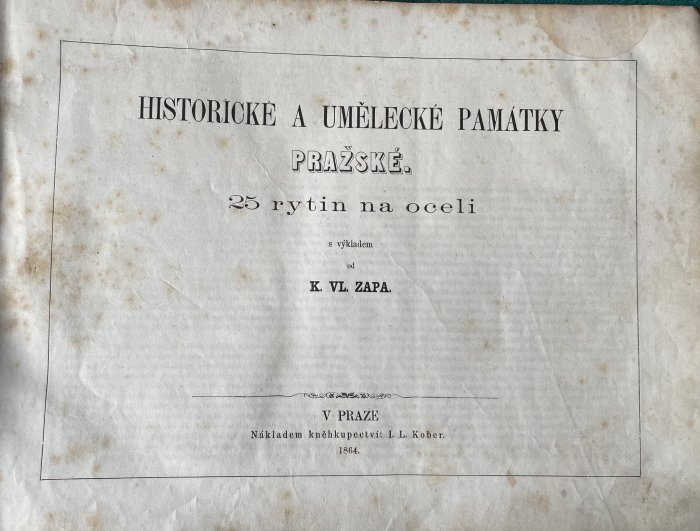 HISTORICKÉ A UMĚLECKÉ PAMÁTKY
PRAŽSKÉ.
25 rytin na oceli
s výkladem
od
K. VL. ZAPA.
V PRAZE
Nákladem kněhkupectví: I. L. Kober.
1864.